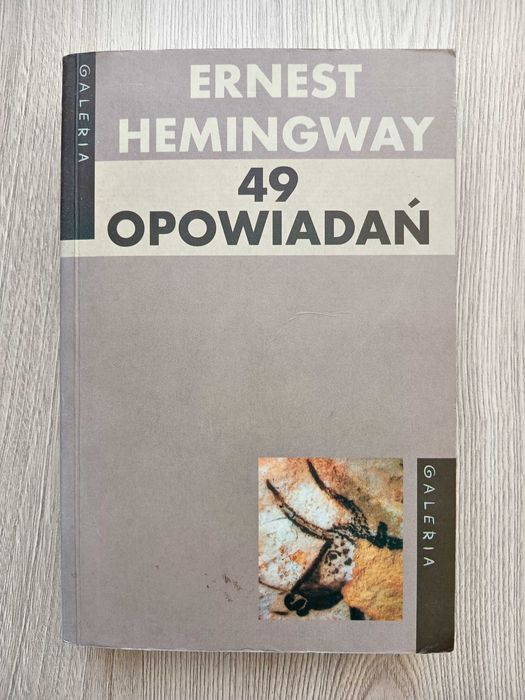 GALERIA
ERNEST
HEMINGWAY
49
OPOWIADAŃ
GALERIA